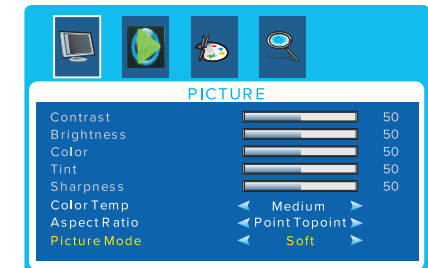 PICTURE
Contrast 50
Brightness 50
Color 50
Tint 50
Sharpness 50
Color Temp Medium
Aspect Ratio Point Topoint
Picture Mode Soft